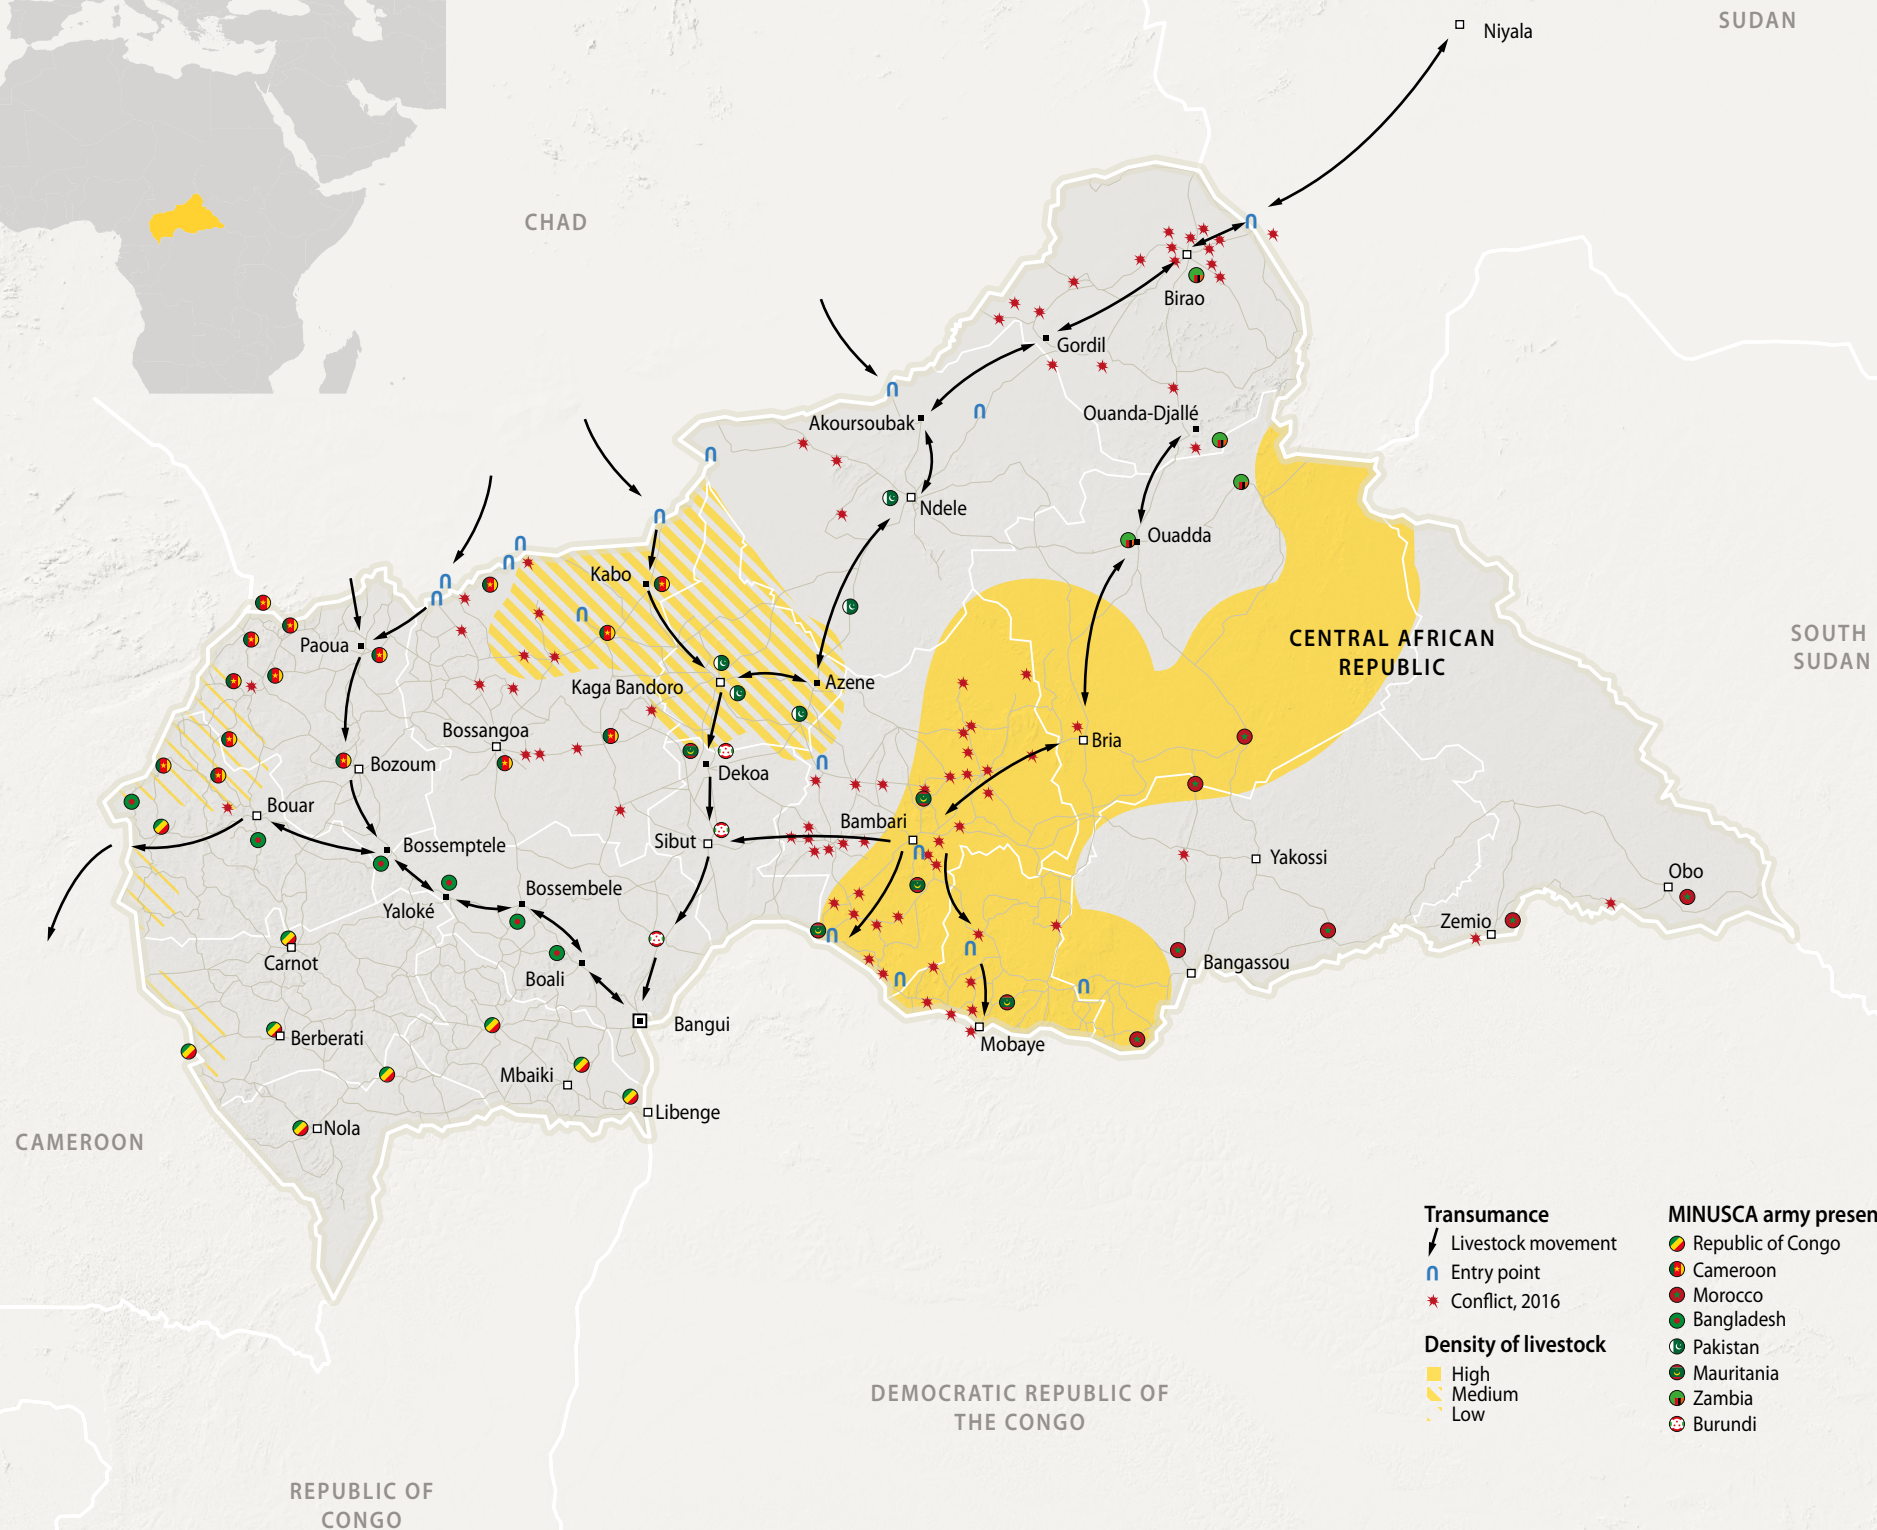 SUDAN
Niyala
CHAD
Birao
Gordil
Akoursoubak
Ouanda-Djallé
Ndele
Ouadda
Kabo
CENTRAL AFRICAN
REPUBLIC
SOUTH
SUDAN
Paoua
Kaga Bandoro
Azene
Bossangoa
Bria
Bozoum
Dekoa
Bouar
Bambari
Sibut
Bossemptele
Yakossi
Obo
Bossembele
Yaloké
Zemio
Carnot
Boali
Bangassou
Bangui
Berberati
Mobaye
Mbaiki
Libenge
Nola
CAMEROON
Transumance
Livestock movement
Entry point
Conflict, 2016
Density of livestock
High
Medium
Low
MINUSCA army presen
Republic of Congo
Cameroon
Morocco
Bangladesh
Pakistan
Mauritania
Zambia
Burundi
DEMOCRATIC REPUBLIC OF
THE CONGO
REPUBLIC OF
CONGO